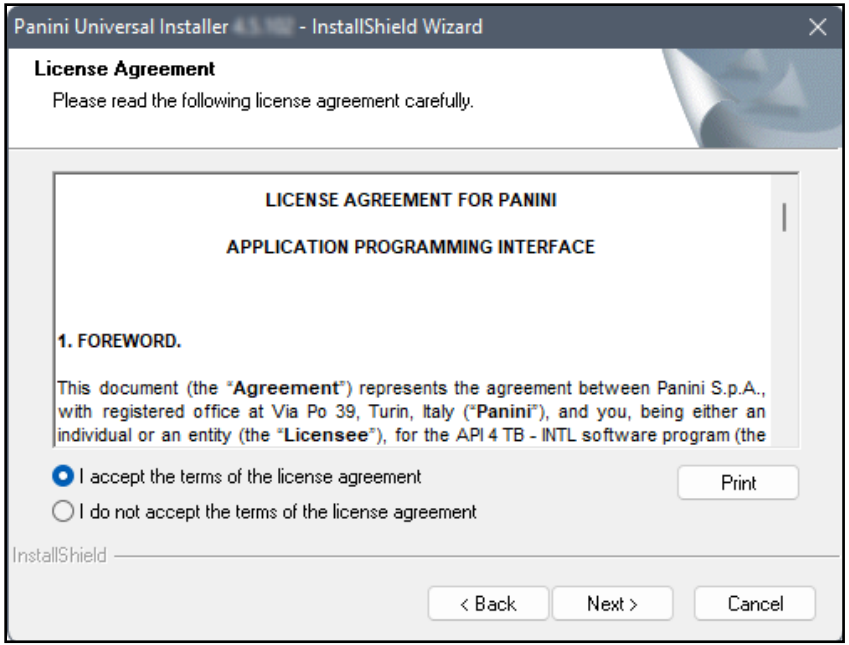 Panini Universal Installer - InstallShield Wizard
License Agreement
Please read the following license agreement carefully.
LICENSE AGREEMENT FOR PANINI
APPLICATION PROGRAMMING INTERFACE
1. FOREWORD.
This document (the “Agreement”) represents the agreement between Panini S.p.A.,
with registered office at Via Po 39, Turin, Italy (“Panini”), and you, being either an
individual or an entity (the “Licensee”), for the API 4 TB - INTL software program (the
I accept the terms of the license agreement
Print
I do not accept the terms of the license agreement
InstallShield
< Back
Next >
Cancel